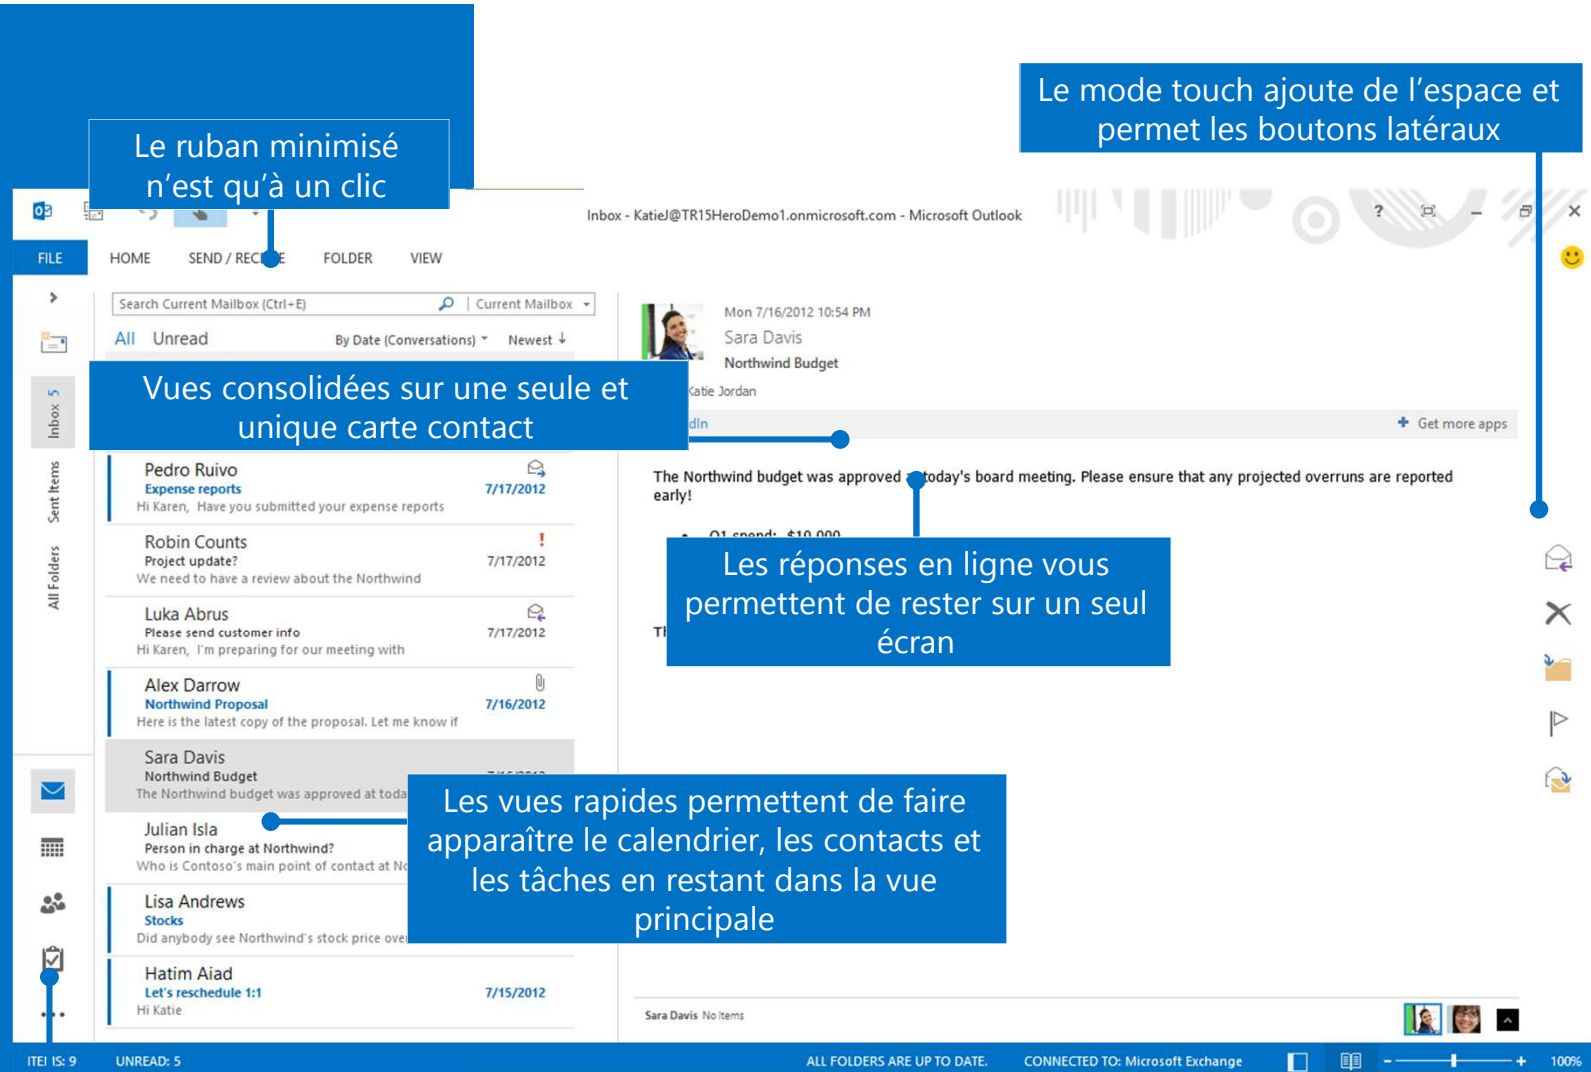 Le mode touch ajoute de l'espace et
permet les boutons latéraux
Le ruban minimisé
n'est qu'à un clic
Inbox - KatieJ@TR15HeroDemo1.onmicrosoft.com - Microsoft Outlook
FILE HOME SEND / RECEIVE FOLDER VIEW
Search Current Mailbox (Ctrl+E) Current Mailbox
All Unread By Date (Conversations) Newest
Mon 7/16/2012 10:54 PM
Sara Davis
Northwind Budget
Katie Jordan
Vues consolidées sur une seule et
unique carte contact
Get more apps
Inbox 5
Sent Items
All Folders
Pedro Ruivo
Expense reports 7/17/2012
Hi Karen, Have you submitted your expense reports
Robin Counts
Project update? 7/17/2012
We need to have a review about the Northwind
Luka Abrus
Please send customer info 7/17/2012
Hi Karen, I'm preparing for our meeting with
Alex Darrow
Northwind Proposal 7/16/2012
Here is the latest copy of the proposal. Let me know if
Sara Davis
Northwind Budget
The Northwind budget was approved at toda
Julian Isla
Person in charge at Northwind?
Who is Contoso's main point of contact at No
Lisa Andrews
Stocks
Did anybody see Northwind's stock price over
Hatim Aiad
Let's reschedule 1:1 7/15/2012
Hi Katie
The Northwind budget was approved at today's board meeting. Please ensure that any projected overruns are reported
early!
Q1 spend: $10,000
Les réponses en ligne vous
permettent de rester sur un seul
écran
Les vues rapides permettent de faire
apparaître le calendrier, les contacts et
les tâches en restant dans la vue
principale
Sara Davis No Items
ITEMS: 9 UNREAD: 5 ALL FOLDERS ARE UP TO DATE. CONNECTED TO: Microsoft Exchange 100%